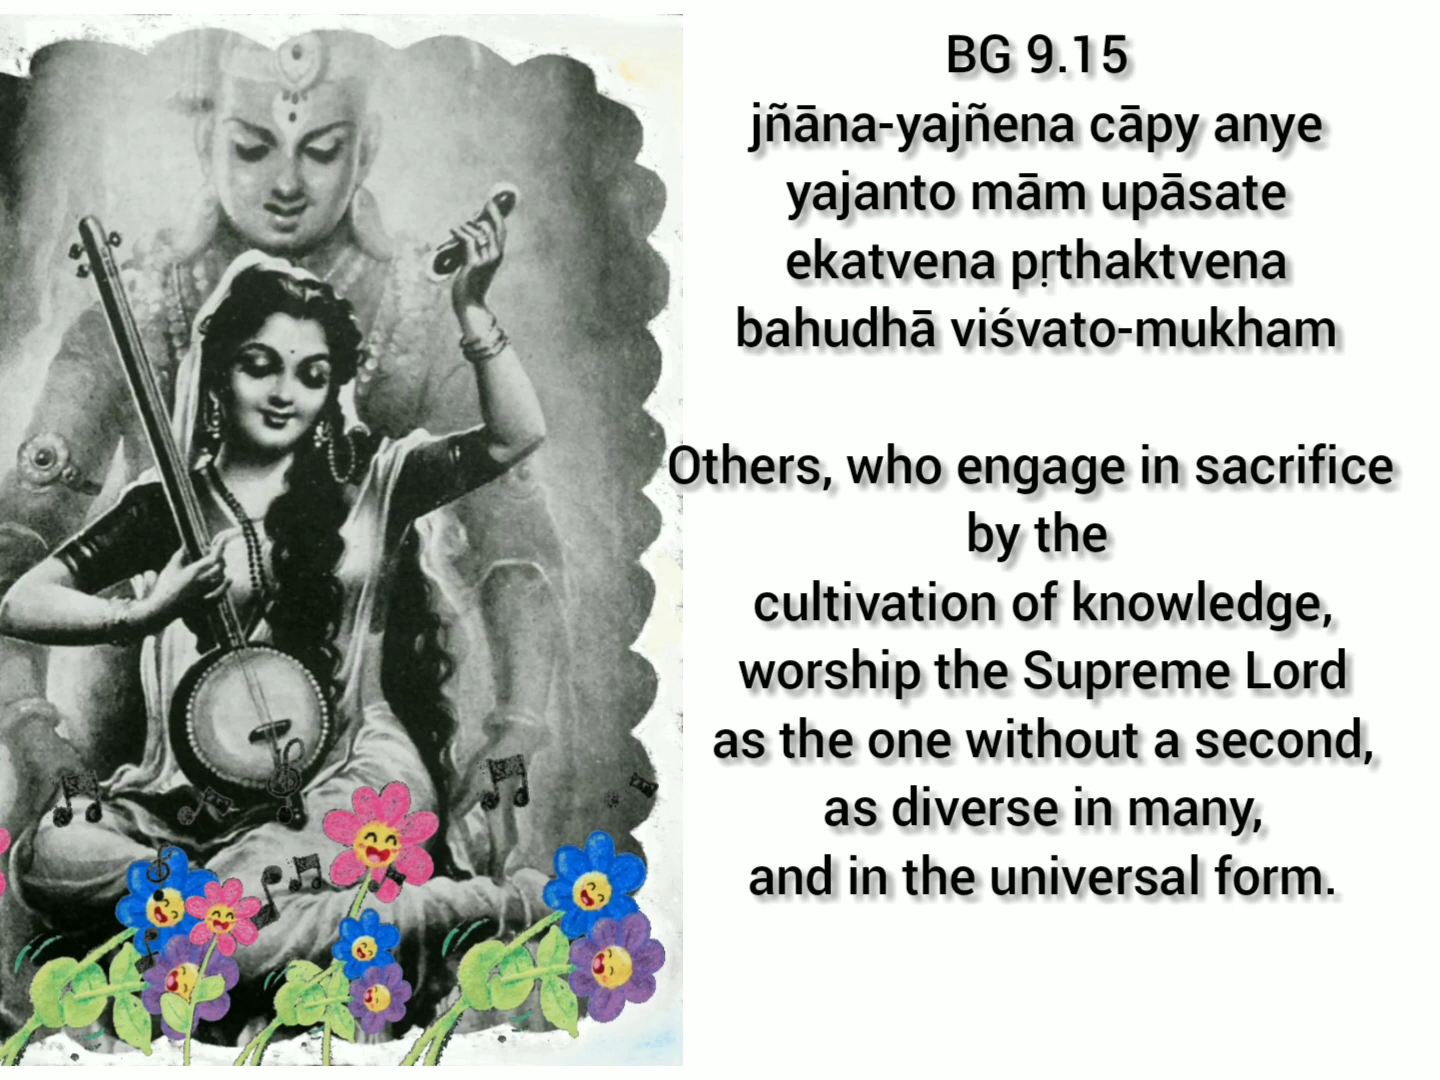 BG 9.15
jñāna-yajñena cāpy anye
yajanto mām upāsate
ekatvena pṛthaktvena
bahudhā viśvato-mukham
Others, who engage in sacrifice
by the
cultivation of knowledge,
worship the Supreme Lord
as the one without a second,
as diverse in many,
and in the universal form.